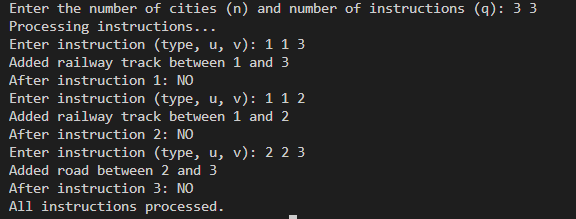 Enter the number of cities (n) and number of instructions (q): 3 3
Processing instructions...
Enter instruction (type, u, v): 1 1 3
Added railway track between 1 and 3
After instruction 1: NO
Enter instruction (type, u, v): 1 1 2
Added railway track between 1 and 2
After instruction 2: NO
Enter instruction (type, u, v): 2 2 3
Added road between 2 and 3
After instruction 3: NO
All instructions processed.